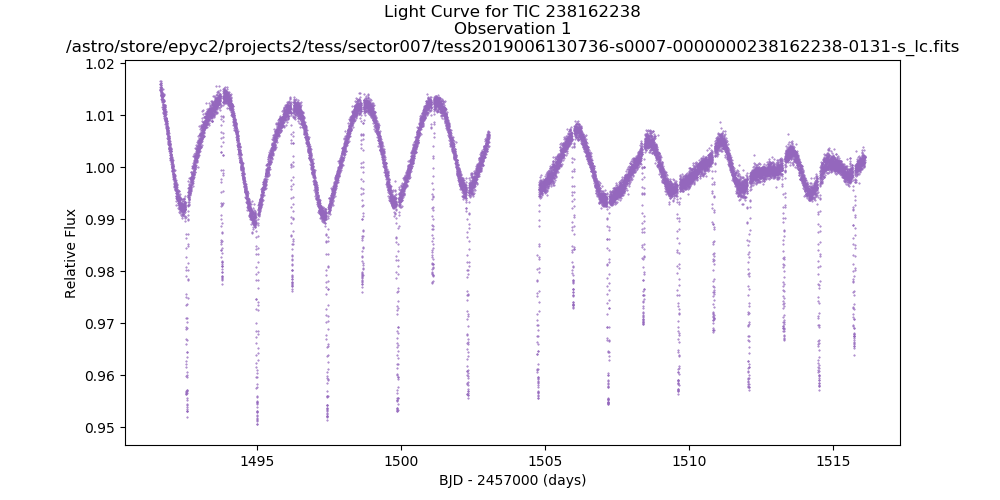 Light Curve for TIC 238162238
Observation 1
/astro/store/epyc2/projects2/tess/sector007/tess2019006130736-s0007-0000000238162238-0131-s_lc.fits
1.02
1.01
1.00
0.99
0.98
0.97
0.96
0.95
Relative Flux
1495
1500
1505
1510
1515
BJD - 2457000 (days)